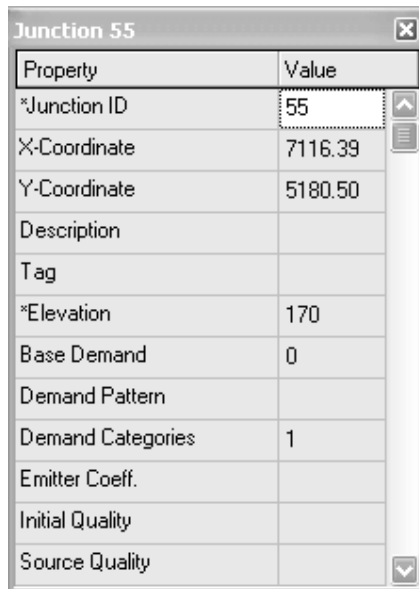 Junction 55
Property Value
*Junction ID 55
X-Coordinate 7116.39
Y-Coordinate 5180.50
Description
Tag
*Elevation 170
Base Demand 0
Demand Pattern
Demand Categories 1
Emitter Coeff.
Initial Quality
Source Quality